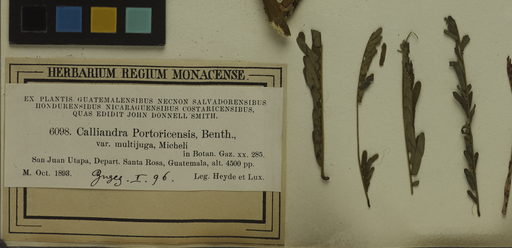 HERBARIUM REGIUM MONACENSE.
EX PLANTIS GUATEMALENSIBUS NECNON SALVADORENSIBUS
HONDURENSIBUS NICARAGUENSIBUS COSTARICENSIBUS,
QUAS EDIDIT JOHN DONNELL SMITH.
6098. Calliandra Portoricensis, Benth.,
var. multijuga, Micheli
in Botan. Gaz. xx. 285.
San Juan Utapa, Depart. Santa Rosa, Guatemala, alt. 4500 pp.
M. Oct. 1893. I. 96. Leg. Heyde et Lux.